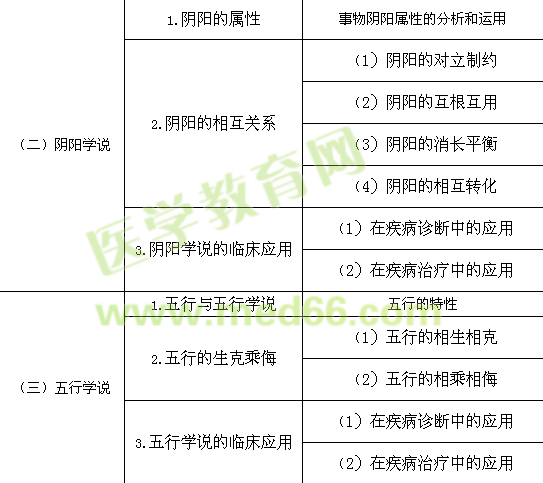 1.阴阳的属性
事物阴阳属性的分析和运用
（二）阴阳学说
2.阴阳的相互关系
（1）阴阳的对立制约
（2）阴阳的互根互用
（3）阴阳的消长平衡
（4）阴阳的相互转化
3.阴阳学说的临床应用
（1）在疾病诊断中的应用
（2）在疾病治疗中的应用
（三）五行学说
1.五行与五行学说
五行的特性
2.五行的生克乘侮
（1）五行的相生相克
（2）五行的相乘相侮
3.五行学说的临床应用
（1）在疾病诊断中的应用
（2）在疾病治疗中的应用
医学教育网
www.med66.com